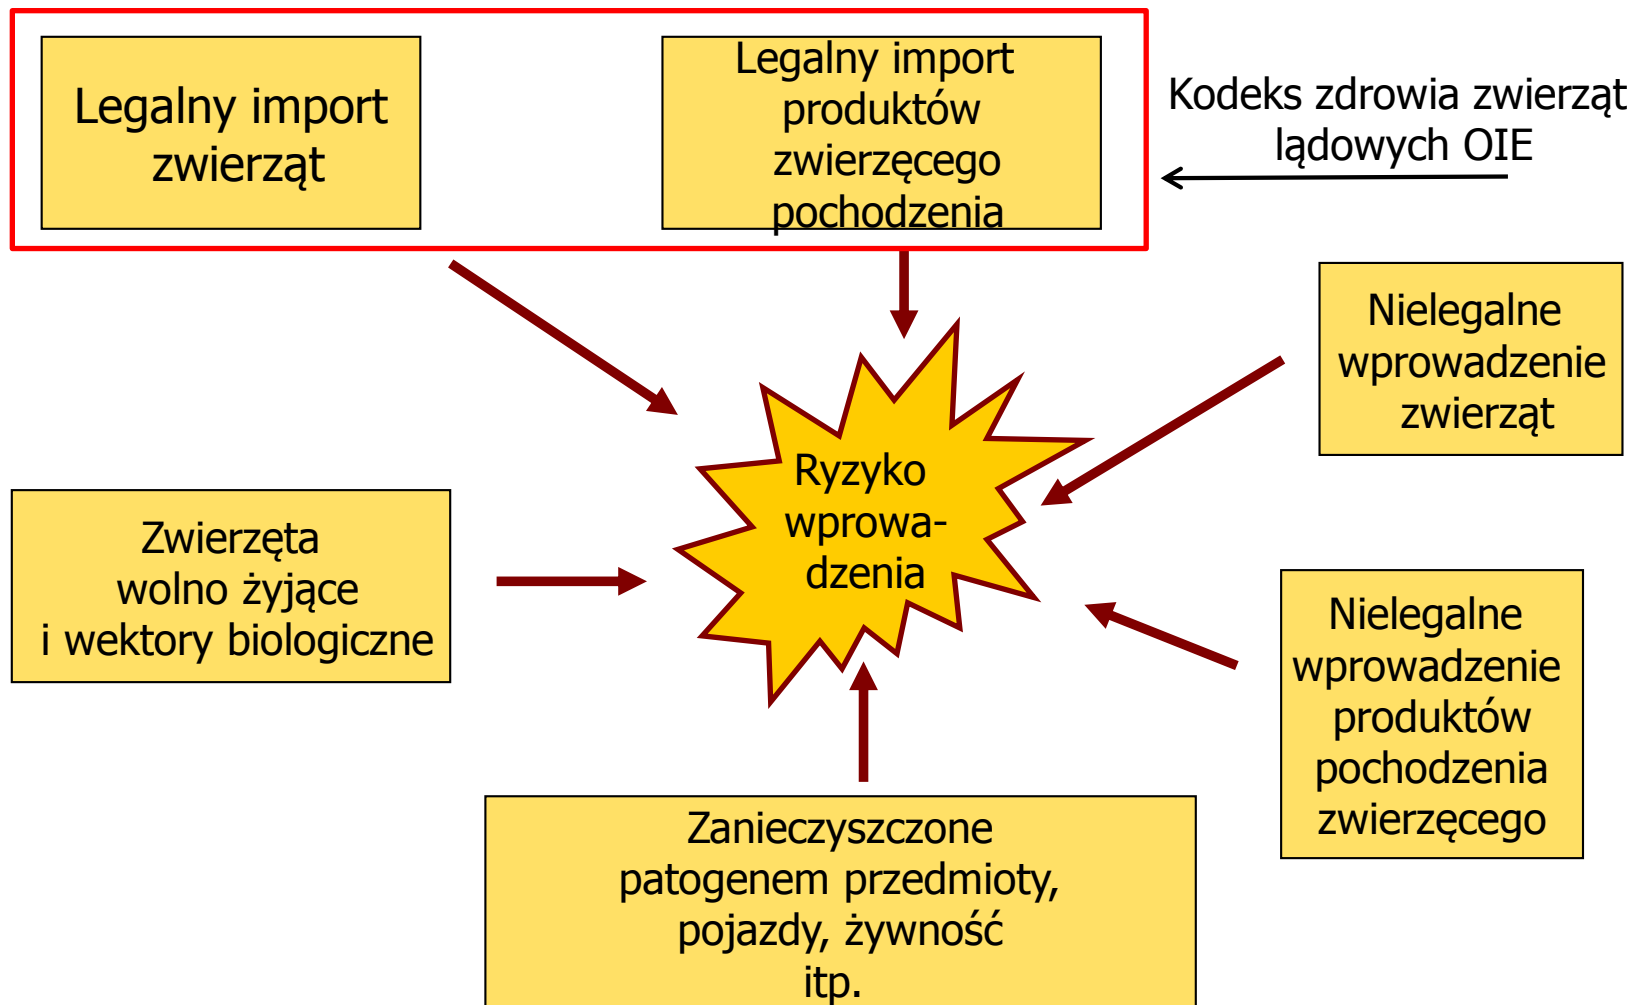 Legalny import
zwierząt
Legalny import
produktów
zwierzęcego
pochodzenia
Kodeks zdrowia zwierząt
lądowych OIE
Nielegalne
wprowadzenie
zwierząt
Ryzyko
wprowa-
dzenia
Zwierzęta
wolno żyjące
i wektory biologiczne
Nielegalne
wprowadzenie
produktów
pochodzenia
zwierzęcego
Zanieczyszczone
patogenem przedmioty,
pojazdy, żywność
itp.